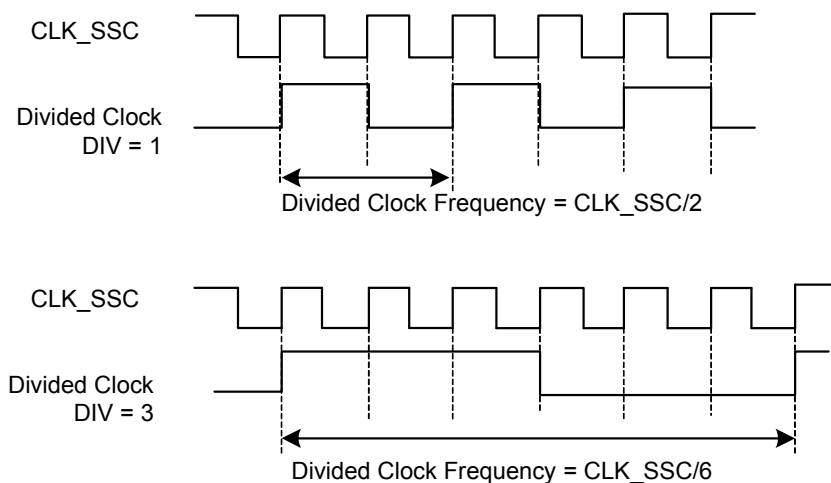 CLK_SSC
Divided Clock
DIV = 1
Divided Clock Frequency = CLK_SSC/2
CLK_SSC
Divided Clock
DIV = 3
Divided Clock Frequency = CLK_SSC/6